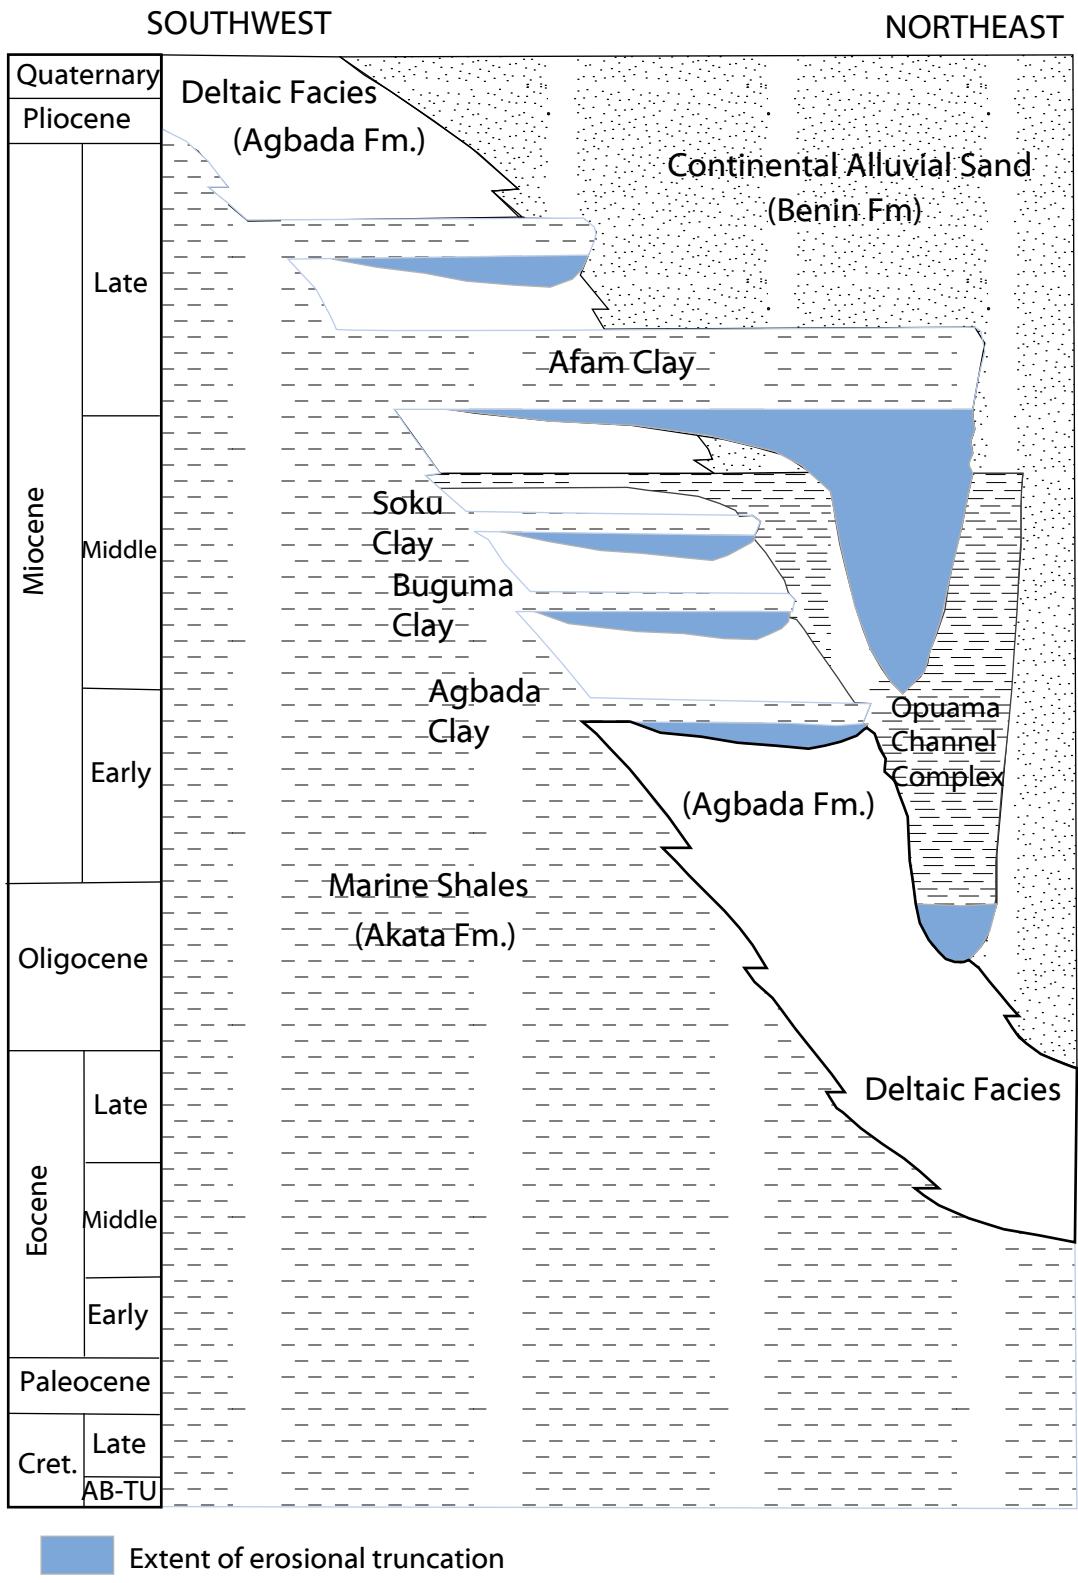 SOUTHWEST
NORTHEAST
Quaternary
Pliocene
Miocene
Late
Middle
Early
Oligocene
Eocene
Late
Middle
Early
Paleocene
Cret.
Late
AB-TU
Deltaic Facies
(Agbada Fm.)
Continental Alluvial Sand
(Benin Fm)
Afam Clay
Soku
Clay
Buguma
Clay
Agbada
Clay
Opuama
Channel
Complex
(Agbada Fm.)
Marine Shales
(Akata Fm.)
Deltaic Facies
Extent of erosional truncation